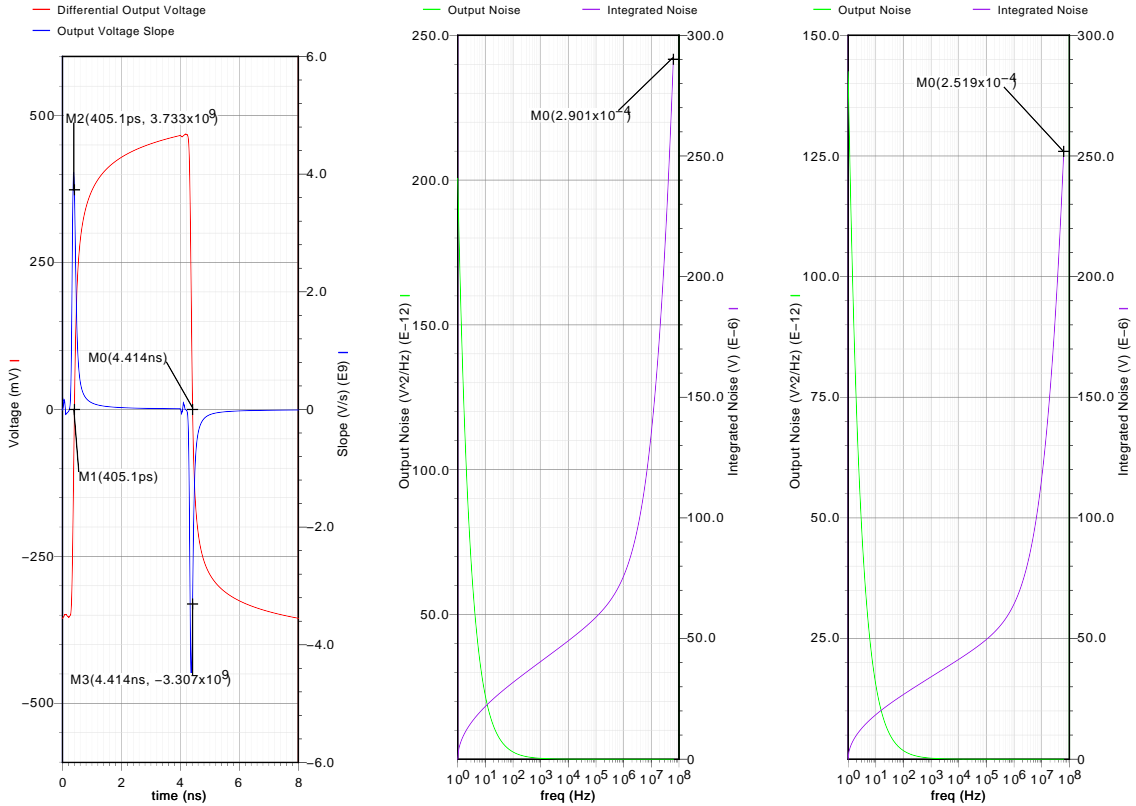 Differential Output Voltage
Output Voltage Slope
6.0
500
M2(405.1ps, 3.733x10^9)
4.0
250
2.0
M0(4.414ns)
0
0
M1(405.1ps)
−2.0
−250
−4.0
M3(4.414ns, −3.307x10^9)
−500
−6.0
0 2 4 6 8
time (ns)
Voltage (mV)
Slope (V/s) (E9)
Output Noise Integrated Noise
250.0 300.0
M0(2.901x10^−4)
250.0
200.0
200.0
150.0
150.0
100.0
100.0
50.0
50.0
0
10^0 10^1 10^2 10^3 10^4 10^5 10^6 10^7 10^8
freq (Hz)
Output Noise (V^2/Hz) (E−12)
Integrated Noise (V) (E−6)
Output Noise Integrated Noise
150.0 300.0
M0(2.519x10^−4)
125.0 250.0
100.0 200.0
75.0 150.0
50.0 100.0
25.0 50.0
0
10^0 10^1 10^2 10^3 10^4 10^5 10^6 10^7 10^8
freq (Hz)
Output Noise (V^2/Hz) (E−12)
Integrated Noise (V) (E−6)